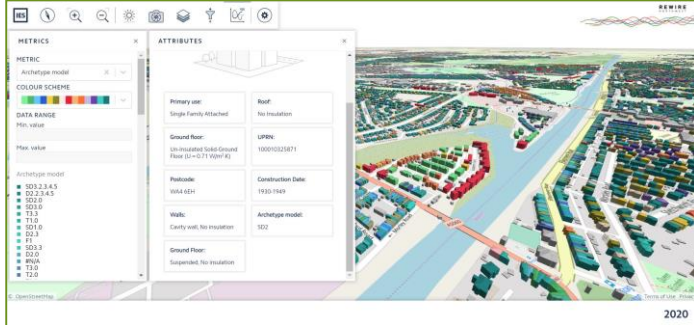 IES
REWIRE
METRICS ×
METRIC
Archetype model
COLOUR SCHEME
DATA RANGE
Min. value
Max. value
Archetype model
SD3.2.3.4.5
D2.2.3.4.5
SD2.0
SD3.0
T3.3
T1.0
SD1.0
D2.3
F1
SD3.3
D2.0
#N/A
T3.0
T2.0
ATTRIBUTES ×
Primary use:
Single Family Attached
Roof:
No Insulation
Ground floor:
Un-Insulated Solid-Ground
Floor (U = 0.71 W/m² K)
UPRN:
100010325871
Postcode:
WA4 6EH
Construction Date:
1930-1949
Walls:
Cavity wall, No insulation
Archetype model:
SD2
Ground Floor:
Suspended, No insulation
© OpenStreetMap
Terms of Use Privac
2020